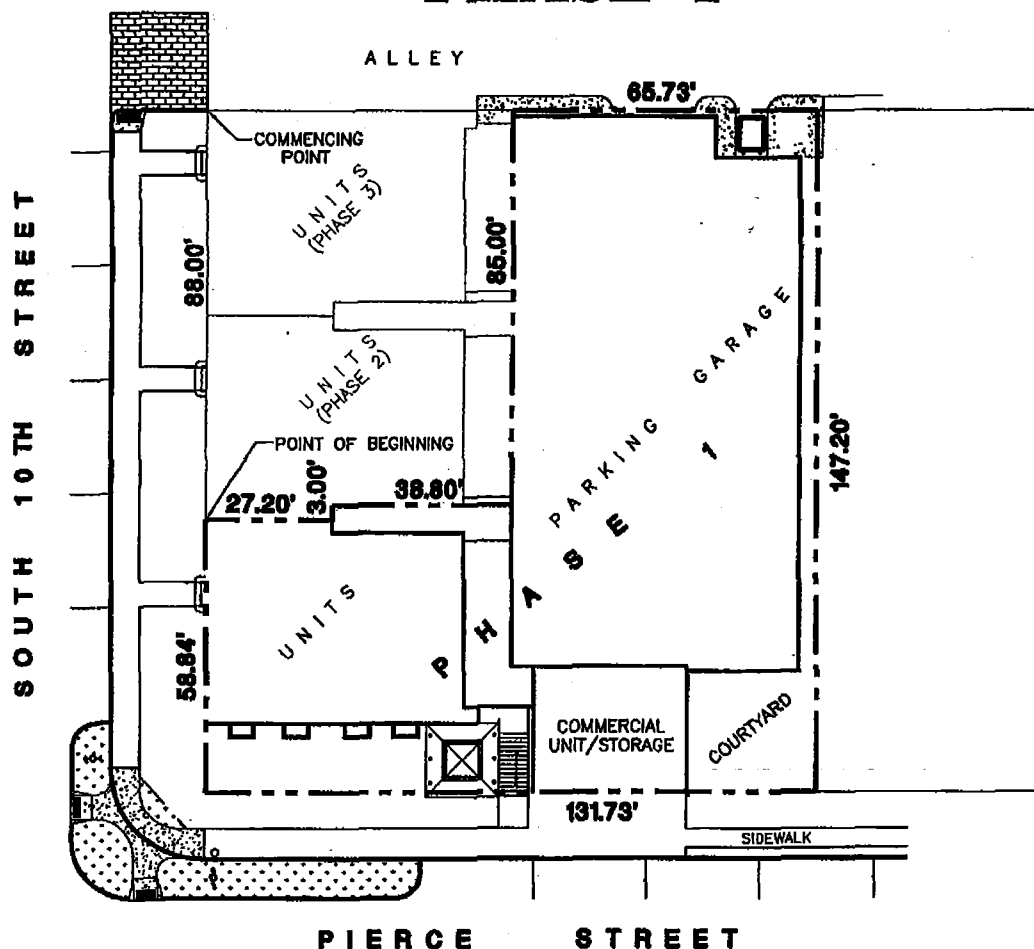 ALLEY
65.73'
COMMENCING
POINT
UNITS
(PHASE 3)
88.00'
85.00'
SOUTH 10TH STREET
UNITS
(PHASE 2)
PARKING GARAGE
POINT OF BEGINNING
27.20'
3.00'
38.80'
147.20'
PHASE 1
UNITS
58.84'
COMMERCIAL
UNIT/STORAGE
COURTYARD
131.73'
SIDEWALK
PIERCE STREET